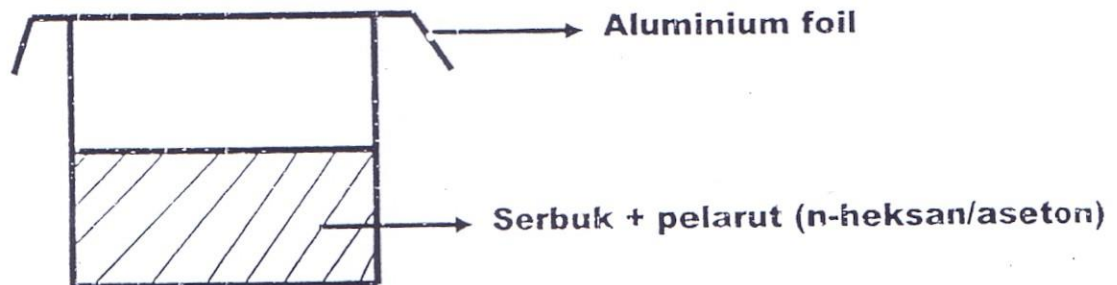 Aluminium foil
Serbuk + pelarut (n-heksan/aseton)